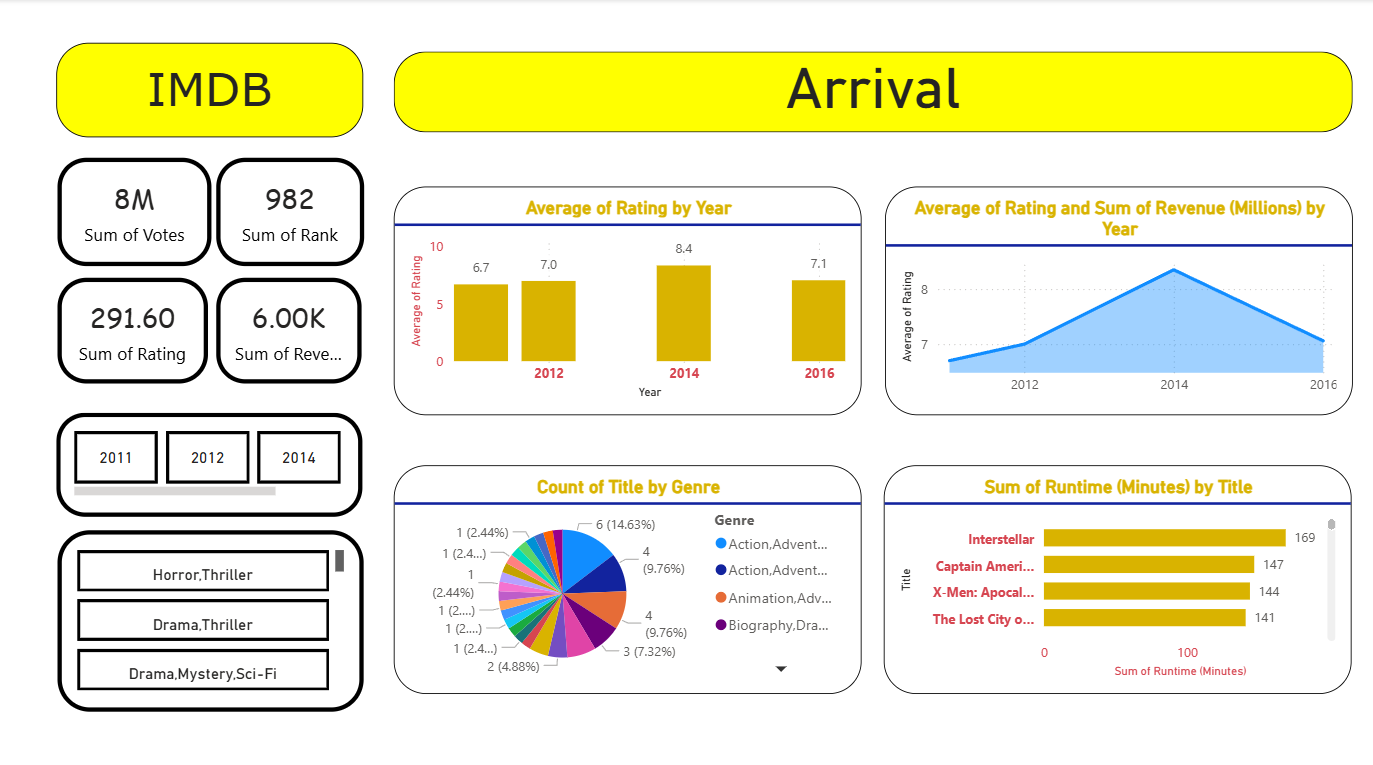 IMDB
Arrival
8M
Sum of Votes
982
Sum of Rank
291.60
Sum of Rating
6.00K
Sum of Reve...
2011
2012
2014
Horror,Thriller
Drama,Thriller
Drama,Mystery,Sci-Fi
Average of Rating by Year
Average of Rating
10
5
0
6.7
7.0
8.4
7.1
2012
2014
2016
Year
Average of Rating and Sum of Revenue (Millions) by
Year
Average of Rating
8
7
2012
2014
2016
Count of Title by Genre
6 (14.63%)
4
(9.76%)
4
(9.76%)
3 (7.32%)
2 (4.88%)
1 (2.4...)
1 (2....)
1 (2....)
1
(2.44%)
1 (2.4...)
1 (2.44%)
Genre
Action,Advent...
Action,Advent...
Animation,Adv...
Biography,Dra...
Sum of Runtime (Minutes) by Title
Title
Interstellar
169
Captain Ameri...
147
X-Men: Apocal...
144
The Lost City o...
141
0
100
Sum of Runtime (Minutes)